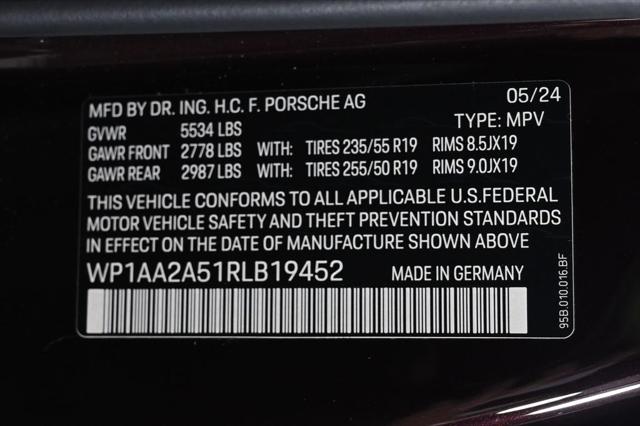 MFD BY DR. ING. H.C. F. PORSCHE AG 05/24
GVWR 5534 LBS TYPE: MPV
GAWR FRONT 2778 LBS WITH: TIRES 235/55 R19 RIMS 8.5JX19
GAWR REAR 2987 LBS WITH: TIRES 255/50 R19 RIMS 9.0JX19
THIS VEHICLE CONFORMS TO ALL APPLICABLE U.S.FEDERAL
MOTOR VEHICLE SAFETY AND THEFT PREVENTION STANDARDS
IN EFFECT ON THE DATE OF MANUFACTURE SHOWN ABOVE
WP1AA2A51RLB19452 MADE IN GERMANY
95B.010.016.BF